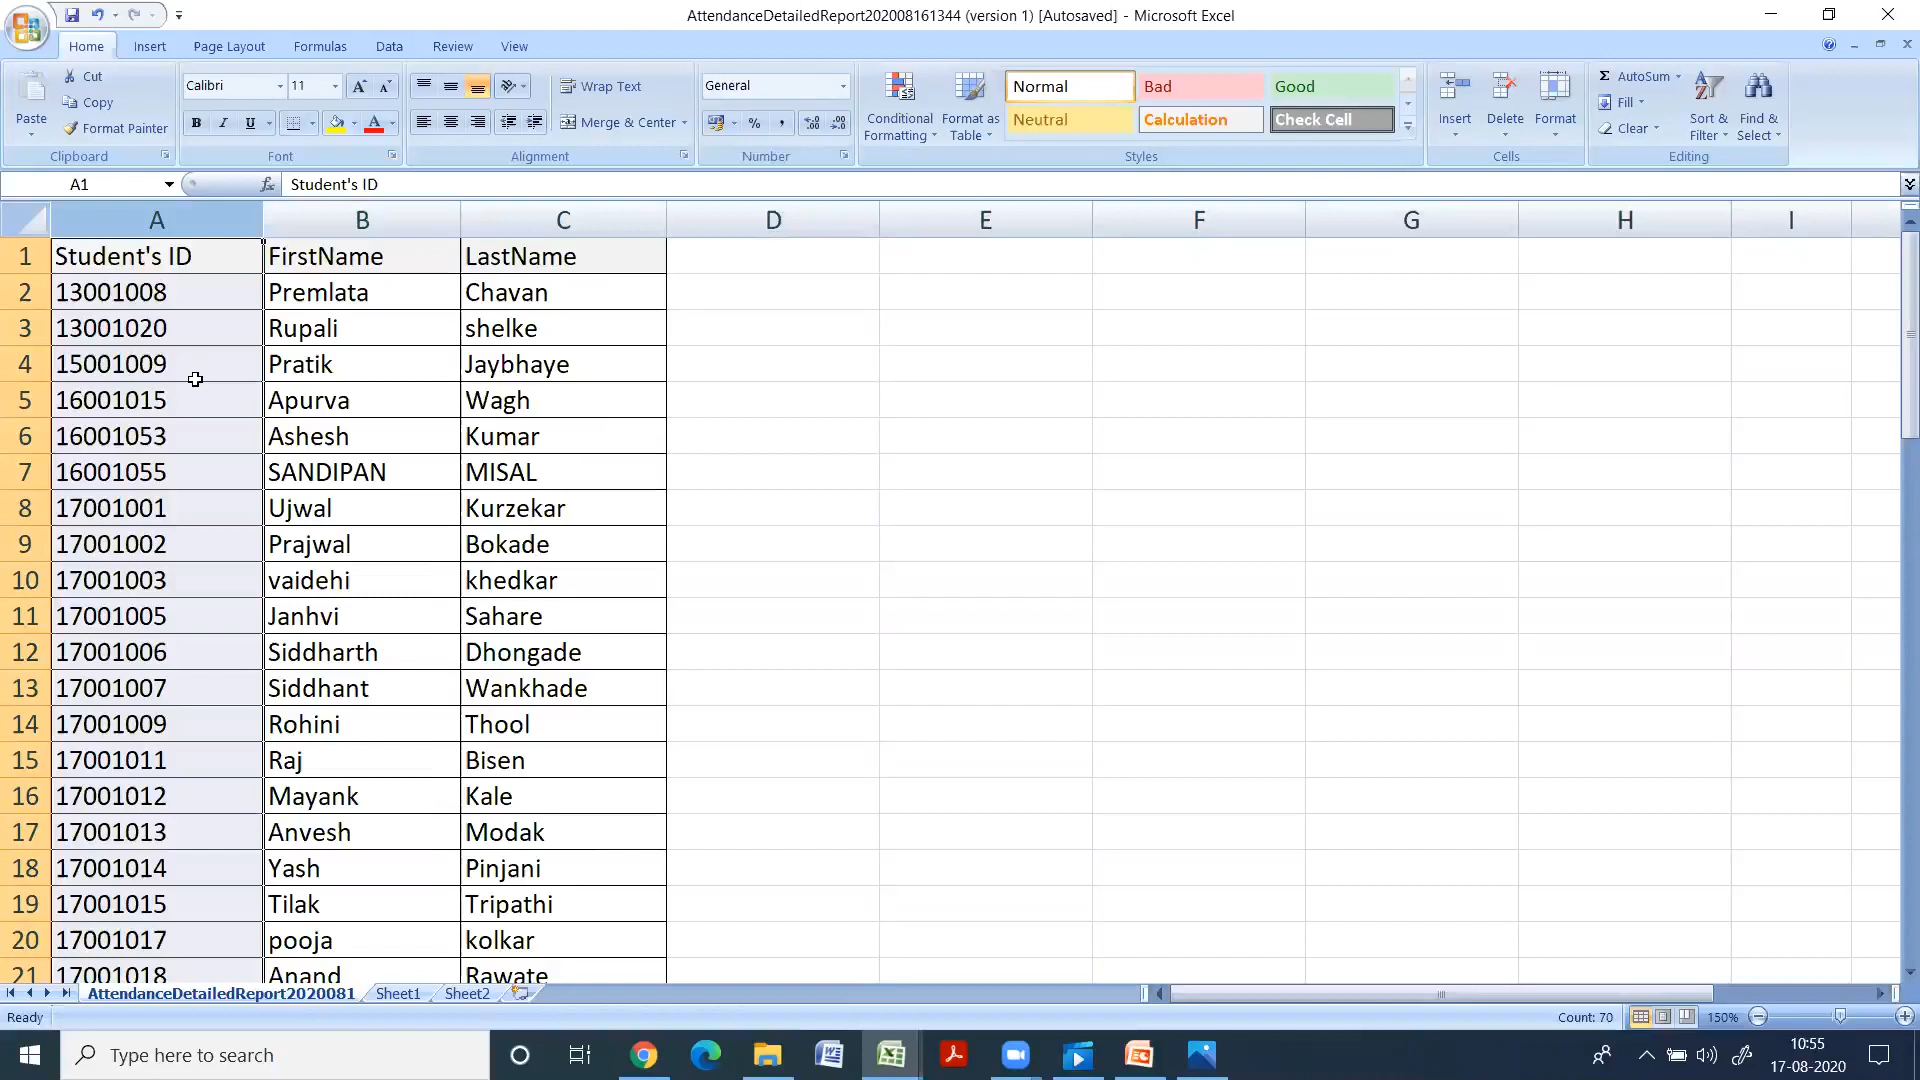 AttendanceDetailedReport202008161344 (version 1) [Autosaved] - Microsoft Excel
Home Insert Page Layout Formulas Data Review View
Paste Cut Copy Format Painter Clipboard
Calibri 11 A A B I U A Font
Wrap Text Merge & Center Alignment
General % , .0 .00 .00 .0 Number
Conditional Formatting Format as Table
Normal Bad Good
Neutral Calculation Check Cell
Styles
Insert Delete Format Cells
Σ AutoSum Fill Clear Sort & Filter Find & Select Editing
A1 fx Student's ID
A B C D E F G H I
1 Student's ID FirstName LastName
2 13001008 Premlata Chavan
3 13001020 Rupali shelke
4 15001009 Pratik Jaybhaye
5 16001015 Apurva Wagh
6 16001053 Ashesh Kumar
7 16001055 SANDIPAN MISAL
8 17001001 Ujwal Kurzekar
9 17001002 Prajwal Bokade
10 17001003 vaidehi khedkar
11 17001005 Janhvi Sahare
12 17001006 Siddharth Dhongade
13 17001007 Siddhant Wankhade
14 17001009 Rohini Thool
15 17001011 Raj Bisen
16 17001012 Mayank Kale
17 17001013 Anvesh Modak
18 17001014 Yash Pinjani
19 17001015 Tilak Tripathi
20 17001017 pooja kolkar
21 17001018 Anand Rawate
AttendanceDetailedReport2020081 Sheet1 Sheet2
Ready Count: 70 150%
Type here to search
10:55
17-08-2020